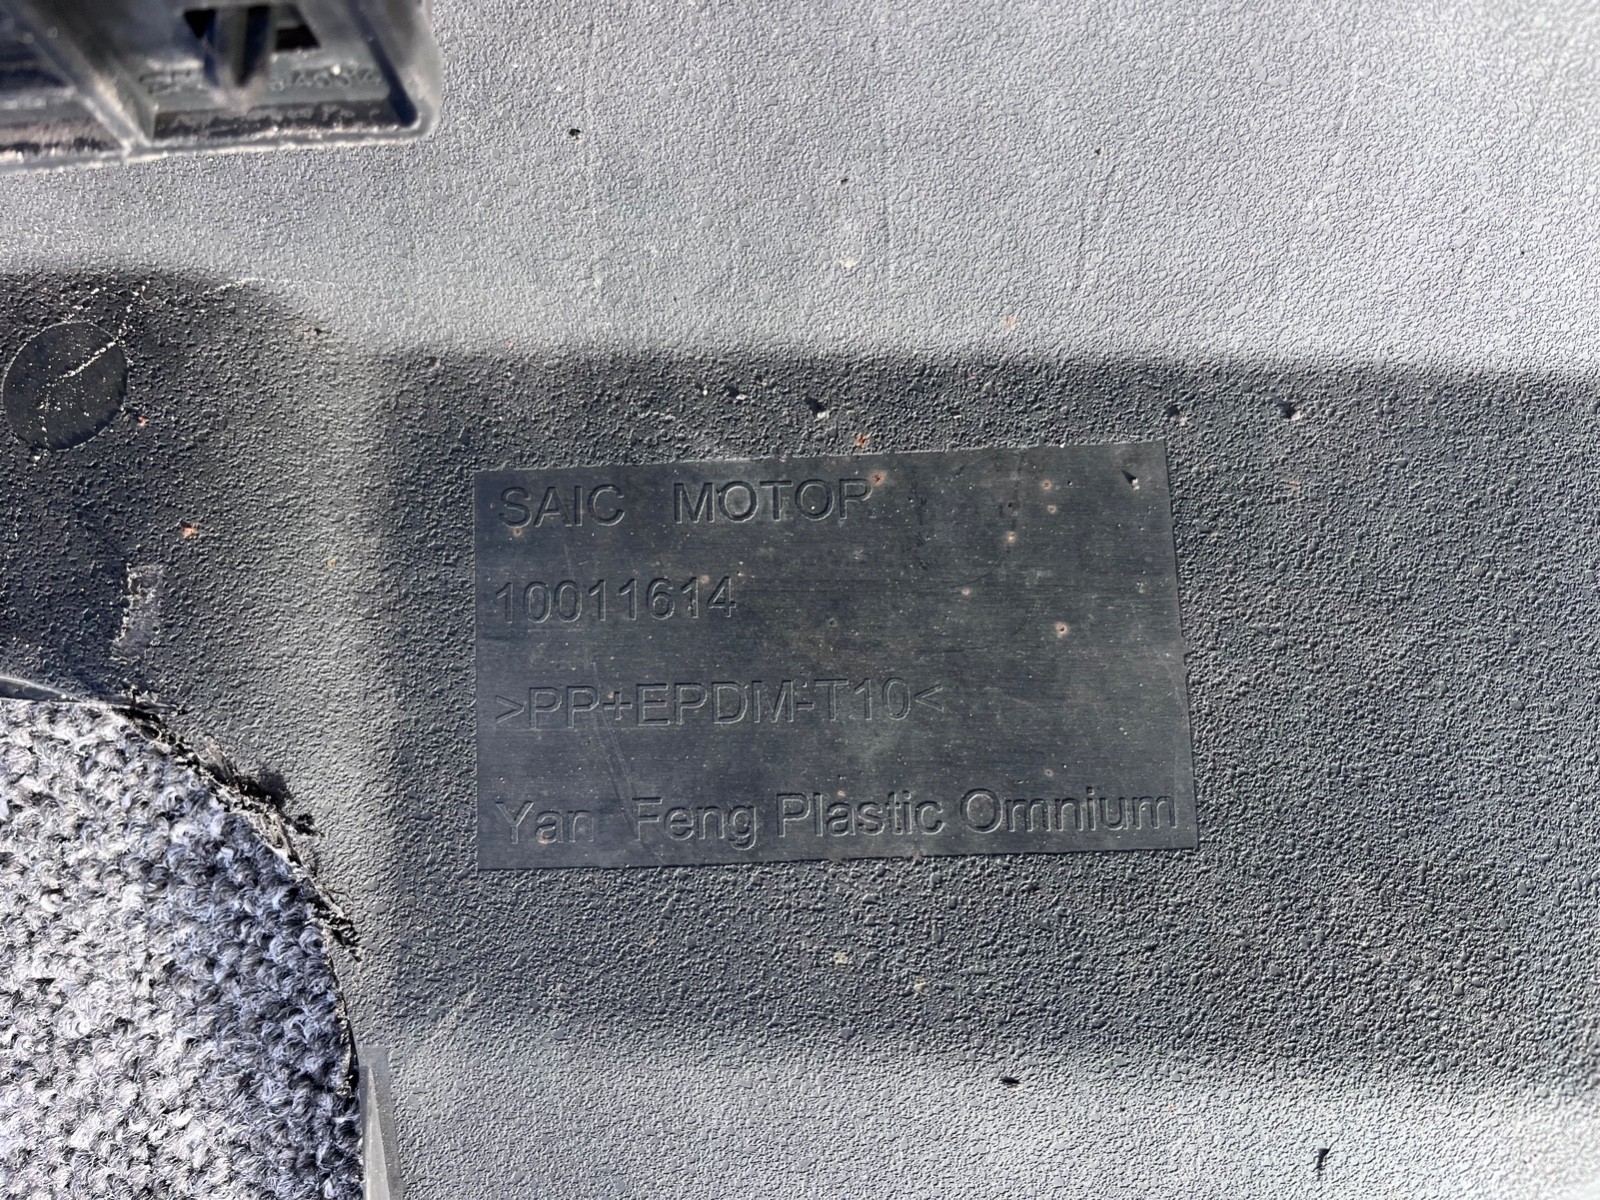 SAIC MOTOR
10011614
>PP+EPDM-T10<
Yan Feng Plastic Omnium